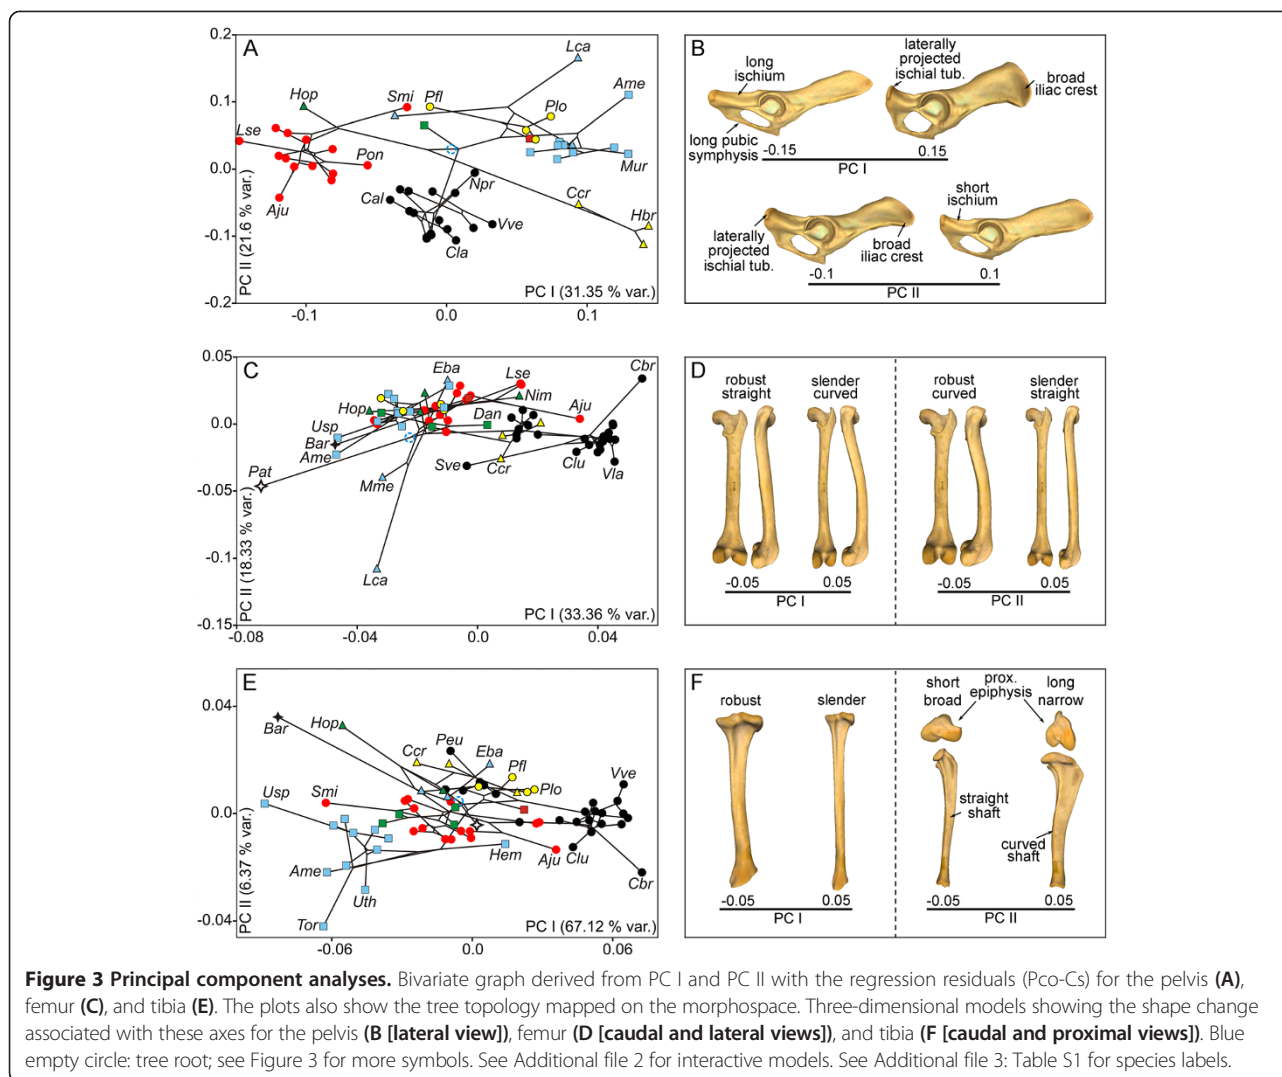 A
0.2
0.1
0.0
-0.1
-0.2
PC II (21.6 % var.)
Lca
Ame
Hop
Smi
Pfl
Plo
Lse
Pon
Mur
Aju
Cal
Npr
Vve
Cla
Ccr
Hbr
PC I (31.35 % var.)
-0.1
0.0
0.1
B
long
ischium
laterally
projected
ischial tub.
broad
iliac crest
long pubic
symphysis
-0.15
0.15
PC I
short
ischium
laterally
projected
ischial tub.
broad
iliac crest
-0.1
0.1
PC II
C
0.05
0.0
-0.05
-0.1
-0.15
PC II (18.33 % var.)
Eba
Lse
Cbr
Nim
Hop
Aju
Usp
Dan
Bar
Ame
Pat
Sve
Ccr
Clu
Vla
Mme
Lca
PC I (33.36 % var.)
-0.08
-0.04
0.0
0.04
D
robust
straight
slender
curved
robust
curved
slender
straight
-0.05
0.05
PC I
-0.05
0.05
PC II
E
0.04
0.0
-0.04
PC II (6.37 % var.)
Bar
Hop
Ccr
Peu
Eba
Pfl
Plo
Vve
Usp
Smi
Ame
Hem
Aju
Clu
Cbr
Uth
Tor
PC I (67.12 % var.)
-0.06
0.0
0.06
F
robust
slender
short
broad
prox.
epiphysis
long
narrow
straight
shaft
curved
shaft
-0.05
0.05
PC I
-0.05
0.05
PC II
Figure 3 Principal component analyses. Bivariate graph derived from PC I and PC II with the regression residuals (Pco-Cs) for the pelvis (A),
femur (C), and tibia (E). The plots also show the tree topology mapped on the morphospace. Three-dimensional models showing the shape change
associated with these axes for the pelvis (B [lateral view]), femur (D [caudal and lateral views]), and tibia (F [caudal and proximal views]). Blue
empty circle: tree root; see Figure 3 for more symbols. See Additional file 2 for interactive models. See Additional file 3: Table S1 for species labels.